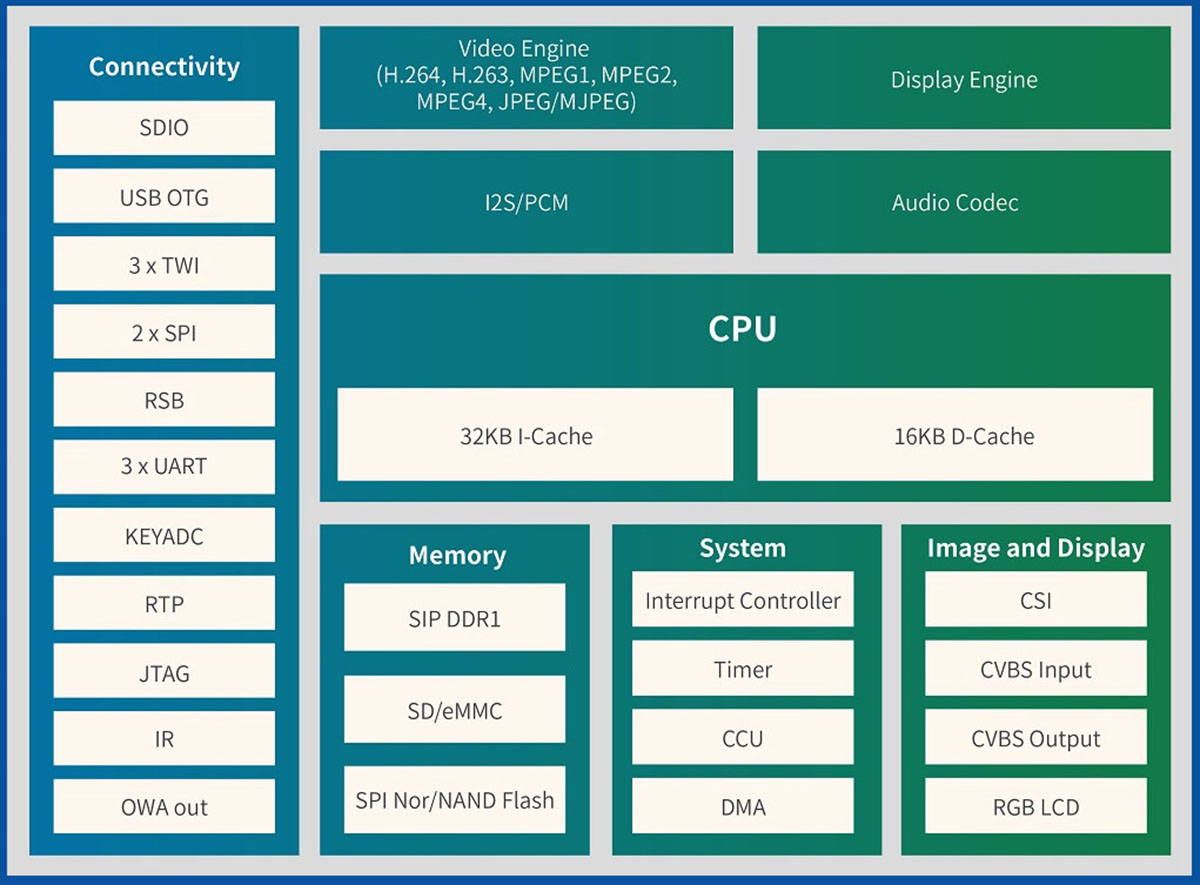 Connectivity
SDIO
USB OTG
3 x TWI
2 x SPI
RSB
3 x UART
KEYADC
RTP
JTAG
IR
OWA out
Video Engine
(H.264, H.263, MPEG1, MPEG2,
MPEG4, JPEG/MJPEG)
Display Engine
I2S/PCM
Audio Codec
CPU
32KB I-Cache
16KB D-Cache
Memory
SIP DDR1
SD/eMMC
SPI Nor/NAND Flash
System
Interrupt Controller
Timer
CCU
DMA
Image and Display
CSI
CVBS Input
CVBS Output
RGB LCD